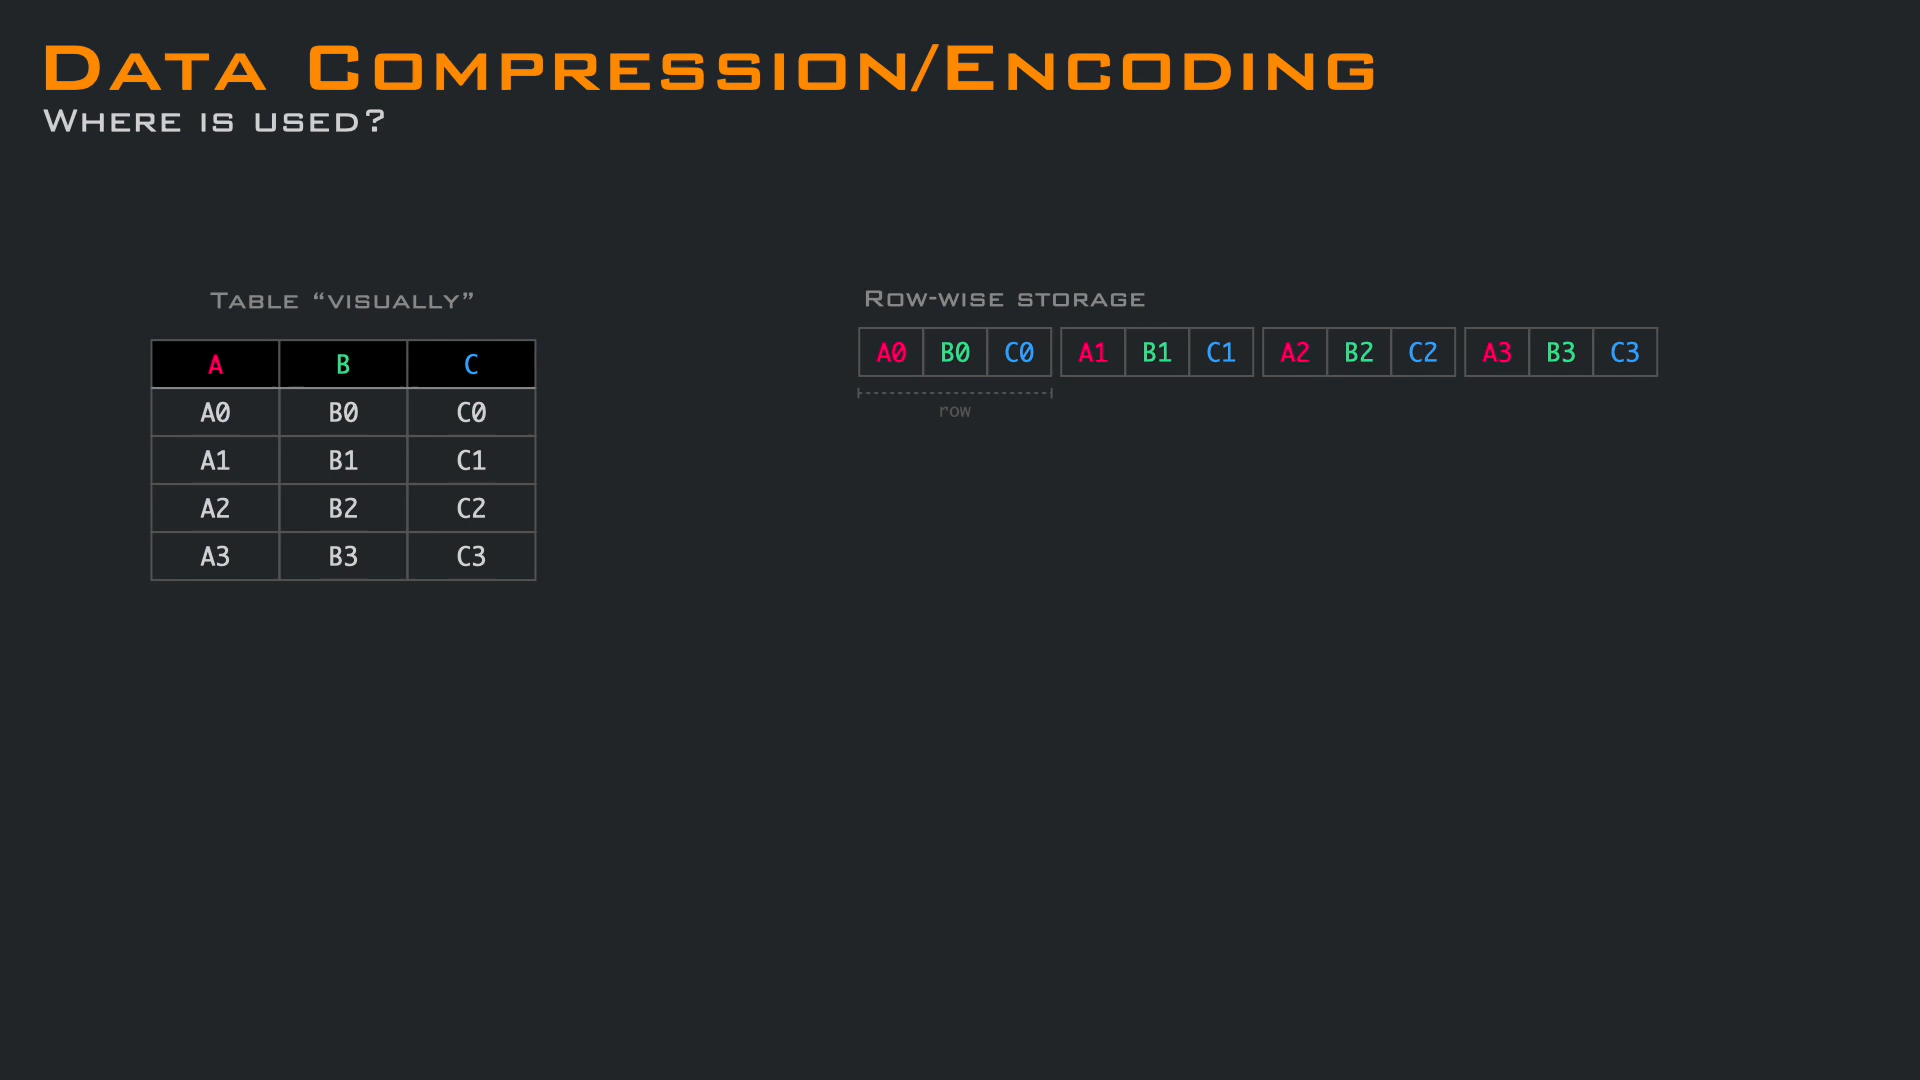 Data Compression/Encoding
Where is used?
Table “visually”
A B C
A0 B0 C0
A1 B1 C1
A2 B2 C2
A3 B3 C3
Row-wise storage
A0 B0 C0 A1 B1 C1 A2 B2 C2 A3 B3 C3
row